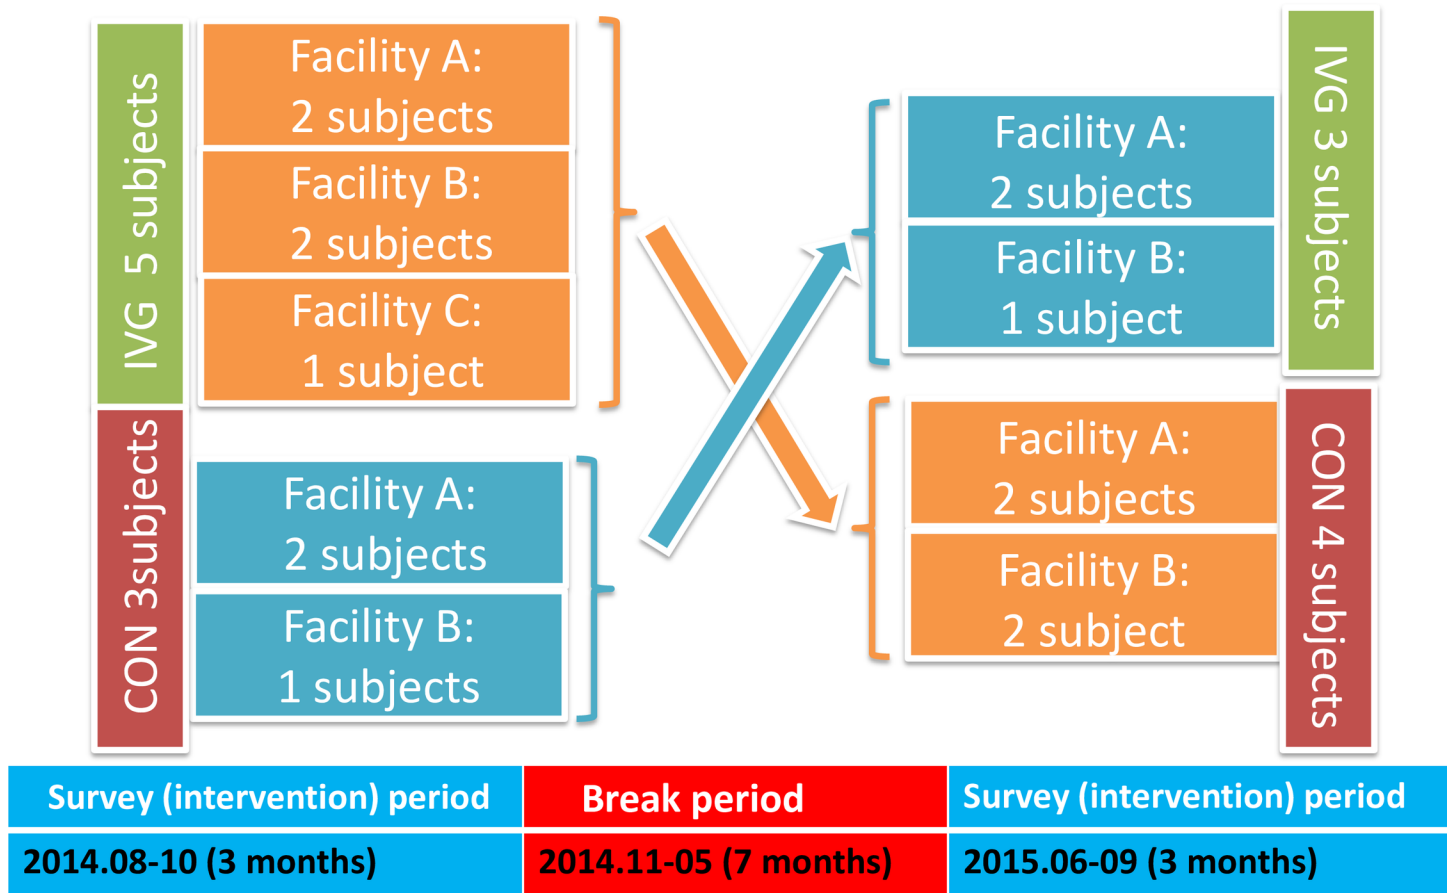 IVG 5 subjects
Facility A:
2 subjects
Facility B:
2 subjects
Facility C:
1 subject
CON 3subjects
Facility A:
2 subjects
Facility B:
1 subjects
IVG 3 subjects
Facility A:
2 subjects
Facility B:
1 subject
CON 4 subjects
Facility A:
2 subjects
Facility B:
2 subject
Survey (intervention) period
Break period
Survey (intervention) period
2014.08-10 (3 months)
2014.11-05 (7 months)
2015.06-09 (3 months)